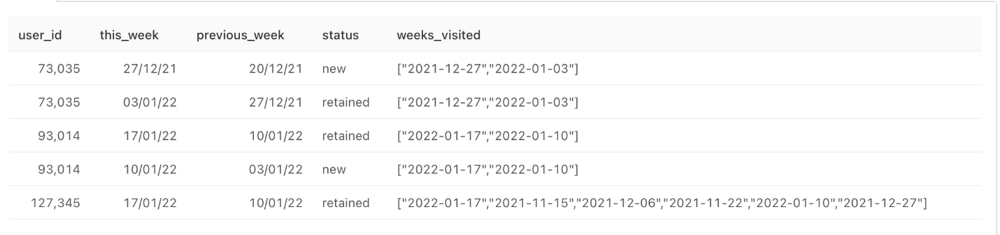 user_id this_week previous_week status weeks_visited
73,035 27/12/21 20/12/21 new ["2021-12-27","2022-01-03"]
73,035 03/01/22 27/12/21 retained ["2021-12-27","2022-01-03"]
93,014 17/01/22 10/01/22 retained ["2022-01-17","2022-01-10"]
93,014 10/01/22 03/01/22 new ["2022-01-17","2022-01-10"]
127,345 17/01/22 10/01/22 retained ["2022-01-17","2021-11-15","2021-12-06","2021-11-22","2022-01-10","2021-12-27"]